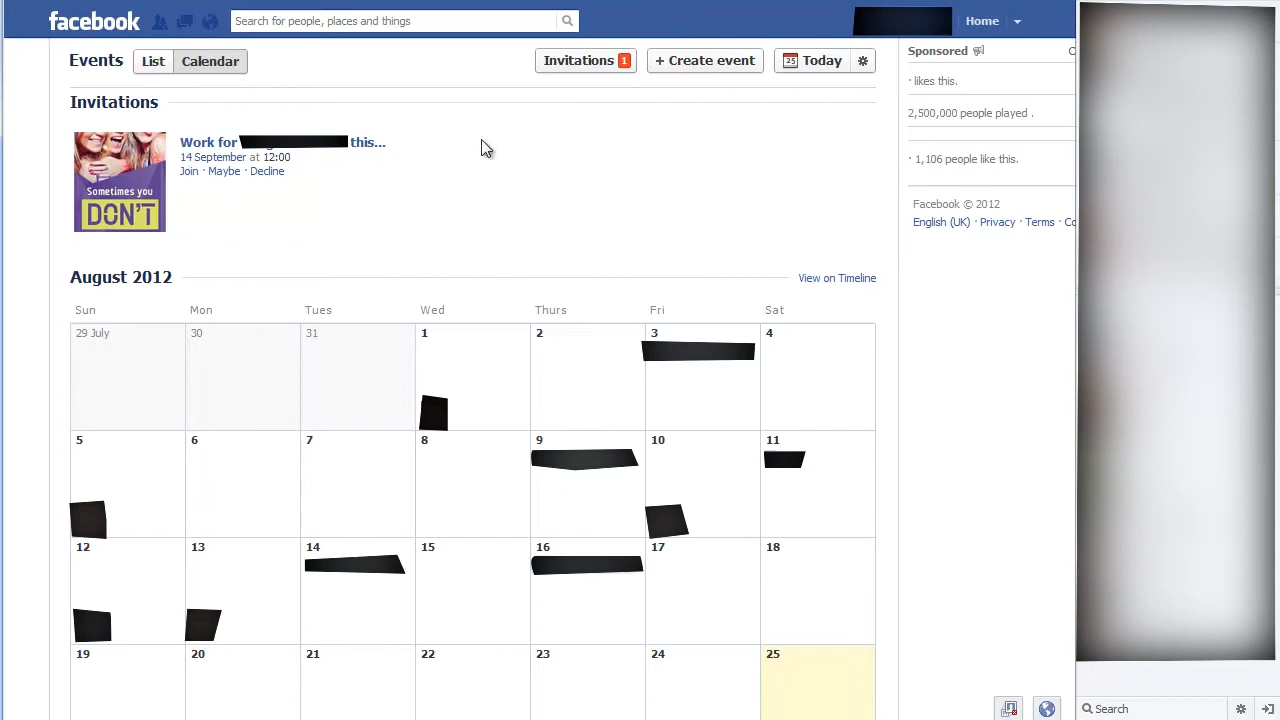 facebook
Search for people, places and things
Home
Events
List
Calendar
Invitations 1
+ Create event
25 Today
Sponsored
Invitations
· likes this.
2,500,000 people played .
Work for this...
14 September at 12:00
Join · Maybe · Decline
· 1,106 people like this.
Sometimes you
DON'T
Facebook © 2012
English (UK) · Privacy · Terms ·
August 2012
View on Timeline
Sun Mon Tues Wed Thurs Fri Sat
29 July 30 31 1 2 3 4
5 6 7 8 9 10 11
12 13 14 15 16 17 18
19 20 21 22 23 24 25
Search